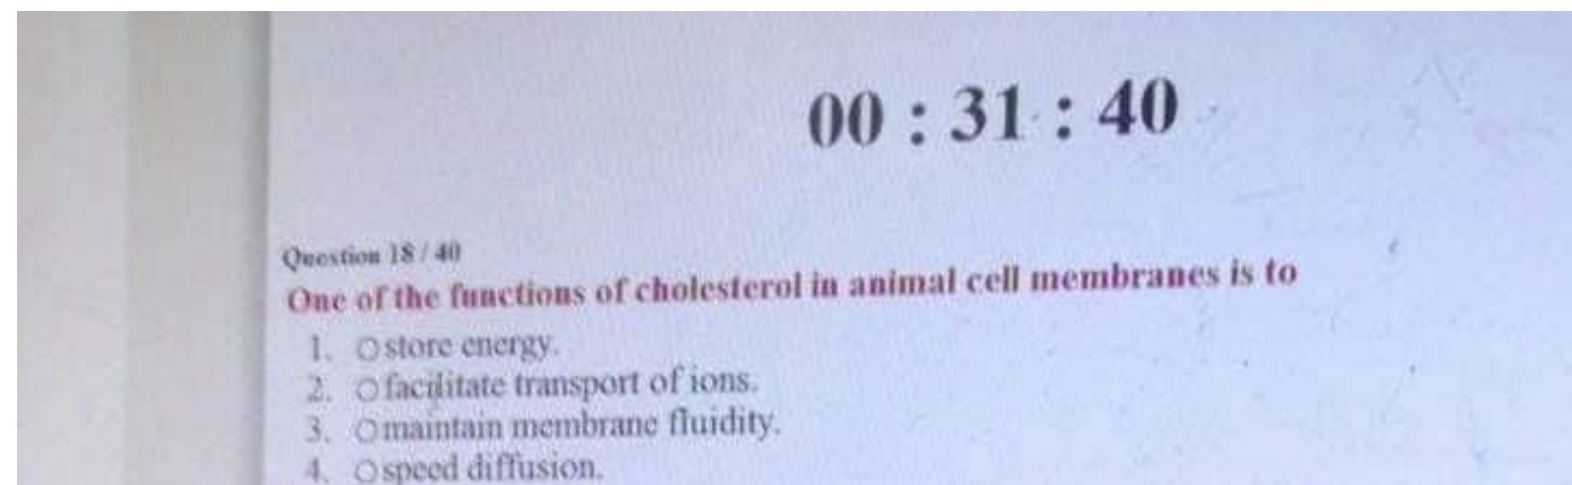 00 : 31 : 40
Question 18 / 40
One of the functions of cholesterol in animal cell membranes is to
1. store energy.
2. facilitate transport of ions.
3. maintain membrane fluidity.
4. speed diffusion.